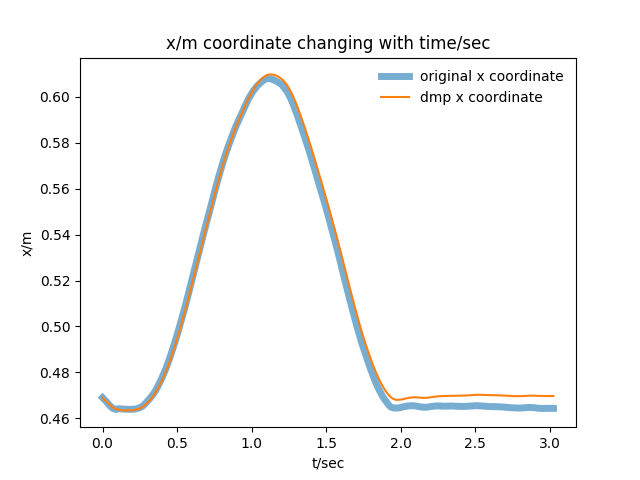 x/m coordinate changing with time/sec
original x coordinate
dmp x coordinate
x/m
0.60
0.58
0.56
0.54
0.52
0.50
0.48
0.46
0.0 0.5 1.0 1.5 2.0 2.5 3.0
t/sec